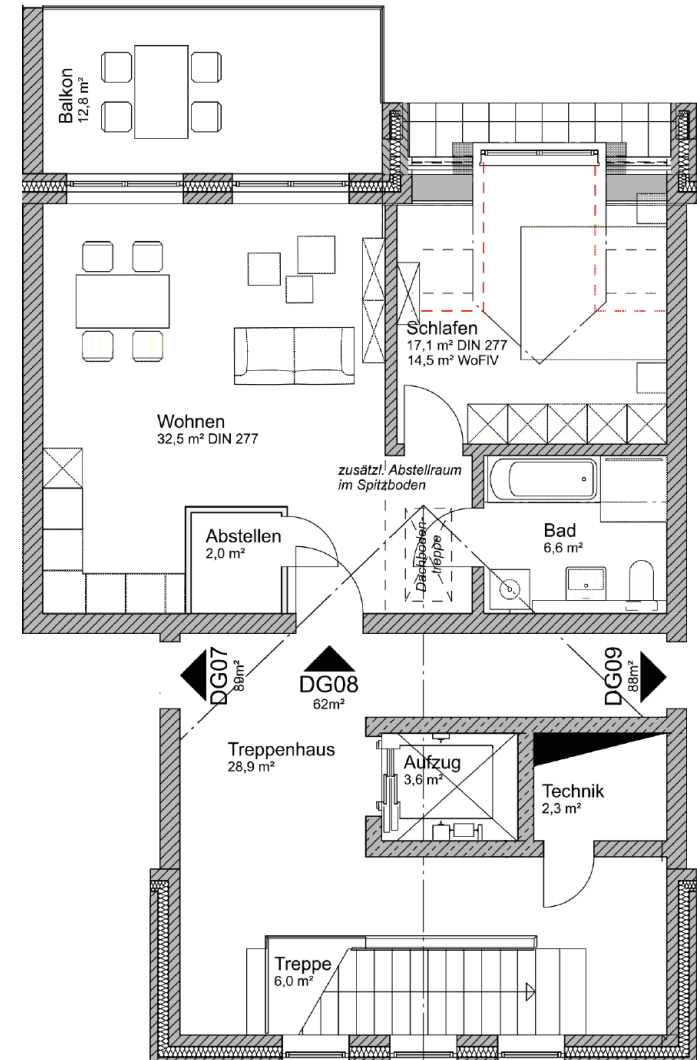 Balkon
12,8 m²
Schlafen
17,1 m² DIN 277
14,5 m² WoFIV
Wohnen
32,5 m² DIN 277
zusätzl. Abstellraum
im Spitzboden
Abstellen
2,0 m²
Dachboden-
treppe
Bad
6,6 m²
DG07
89m²
DG08
62m²
DG09
88m²
Treppenhaus
28,9 m²
Aufzug
3,6 m²
Technik
2,3 m²
Treppe
6,0 m²